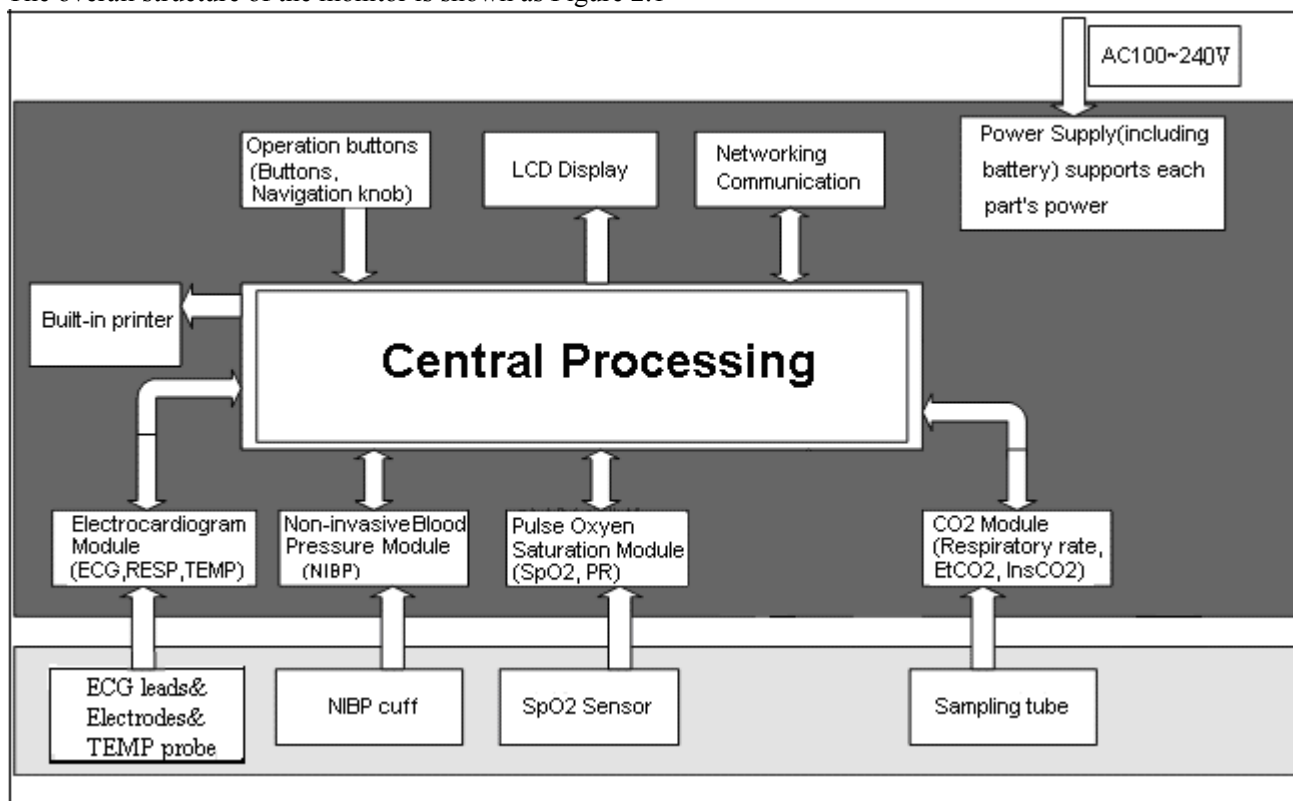 The overall structure of the monitor is shown as Figure 2.1
AC100~240V
Operation buttons
(Buttons,
Navigation knob)
LCD Display
Networking
Communication
Power Supply(including
battery) supports each
part's power
Built-in printer
Central Processing
Electrocardiogram
Module
(ECG,RESP,TEMP)
Non-invasive Blood
Pressure Module
(NIBP)
Pulse Oxyen
Saturation Module
(SpO2, PR)
CO2 Module
(Respiratory rate,
EtCO2, InsCO2)
ECG leads&
Electrodes&
TEMP probe
NIBP cuff
SpO2 Sensor
Sampling tube